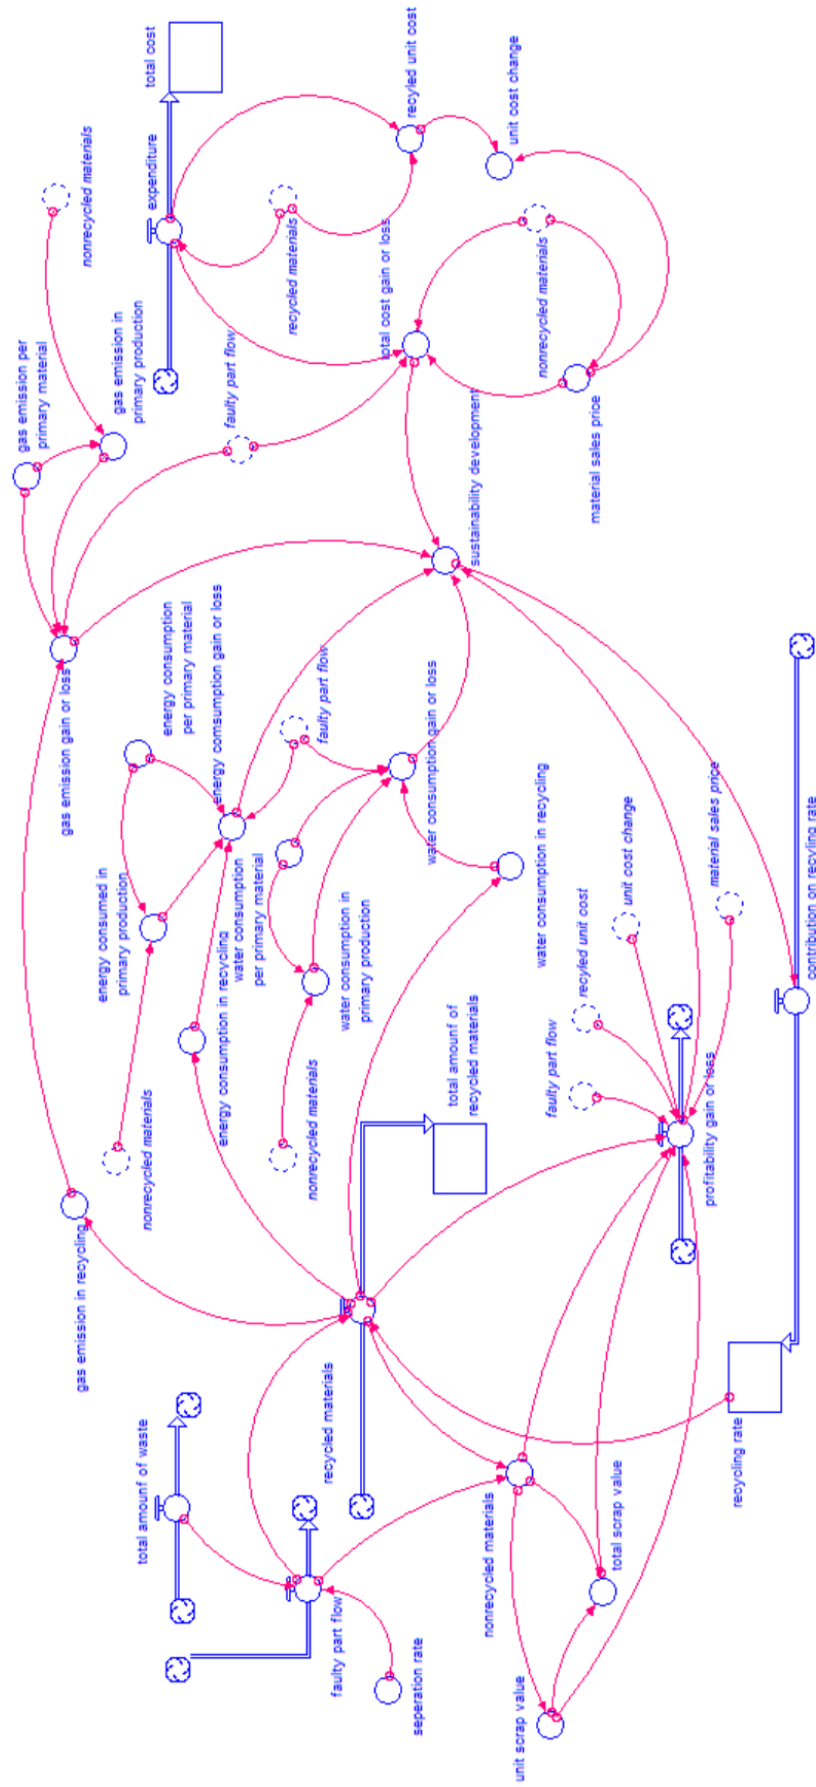 total amounf of waste
faulty part flow
seperation rate
unit scrap value
total scrap value
nonrecycled materials
recycled materials
recycling rate
gas emission in recycling
nonrecycled materials
energy consumed in
primary production
energy consumption in recycling
energy consumption
per primary material
energy comsumption gain or loss
faulty part flow
water consumption
per primary material
water consumption in
primary production
nonrecycled materials
water consumption gain or loss
water consumption in recycling
total amounf of
recycled materials
faulty part flow
recyled unit cost
unit cost change
material sales price
profitability gain or loss
contribution on recyling rate
gas emission gain or loss
gas emission per
primary material
gas emission in
primary production
nonrecycled materials
faulty part flow
sustainability development
total cost gain or loss
expenditure
total cost
recycled materials
recyled unit cost
unit cost change
nonrecycled materials
material sales price